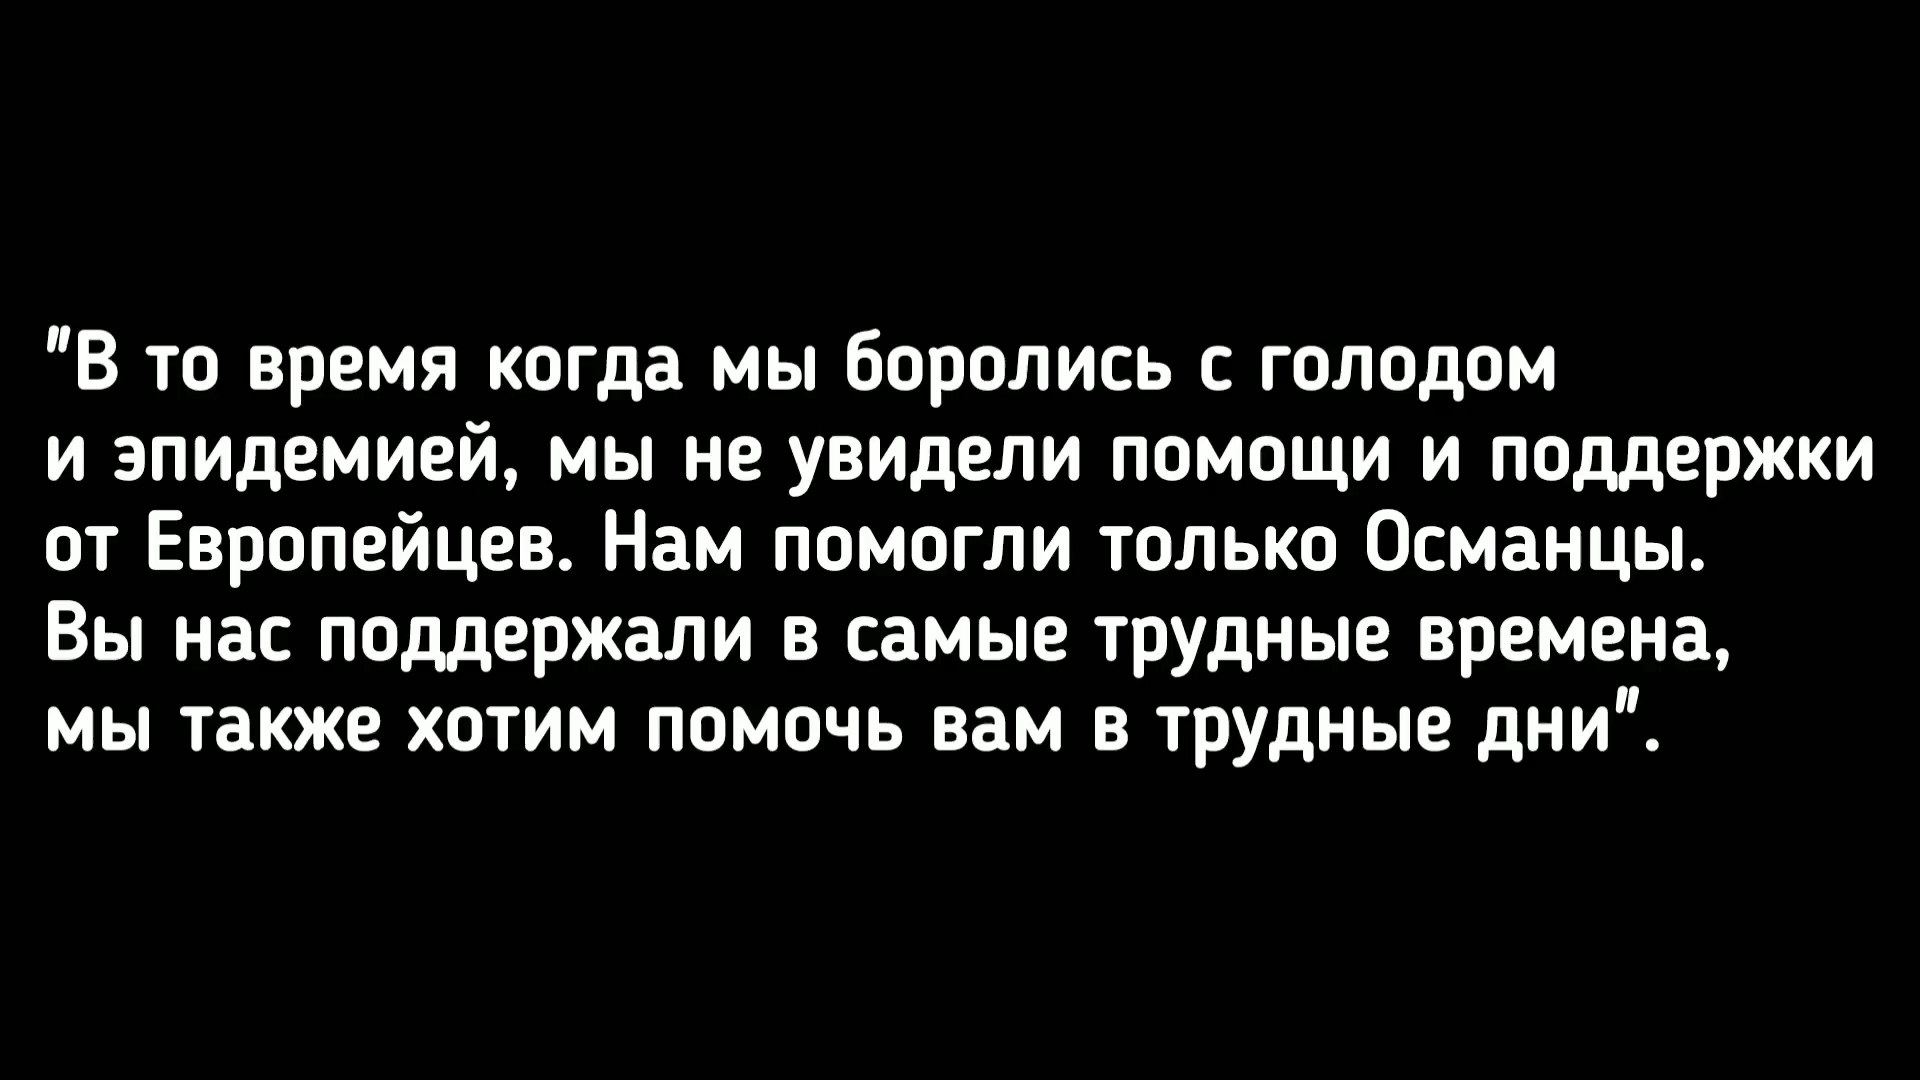 "В то время когда мы боролись с голодом
и эпидемией, мы не увидели помощи и поддержки
от Европейцев. Нам помогли только Османцы.
Вы нас поддержали в самые трудные времена,
мы также хотим помочь вам в трудные дни".